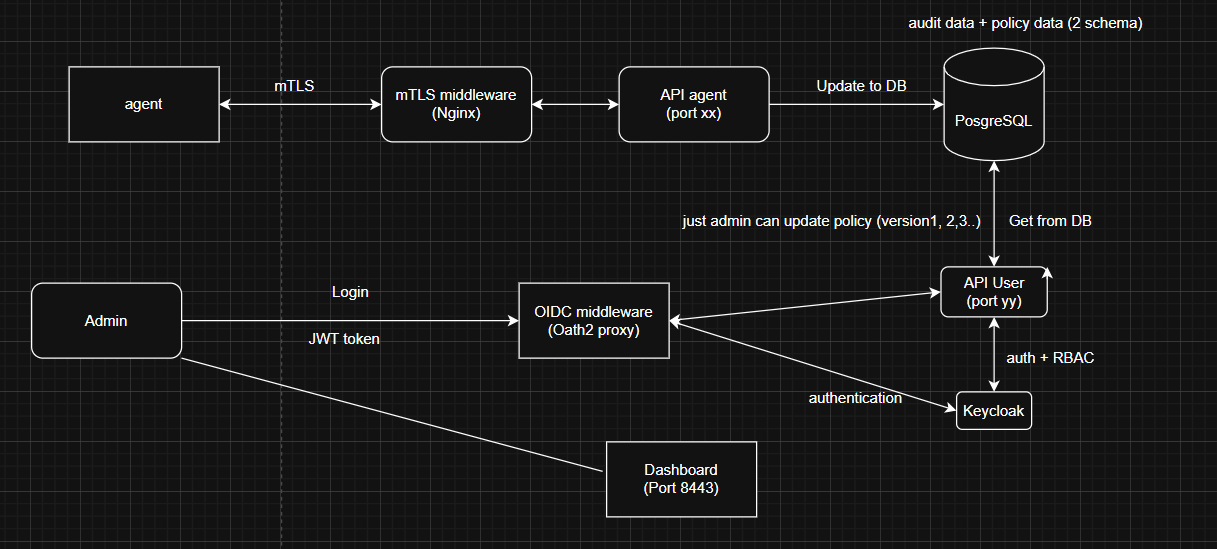 audit data + policy data (2 schema)
agent
mTLS
mTLS middleware
(Nginx)
API agent
(port xx)
Update to DB
PosgreSQL
just admin can update policy (version1, 2,3..)
Get from DB
Admin
Login
JWT token
OIDC middleware
(Oath2 proxy)
API User
(port yy)
auth + RBAC
authentication
Keycloak
Dashboard
(Port 8443)